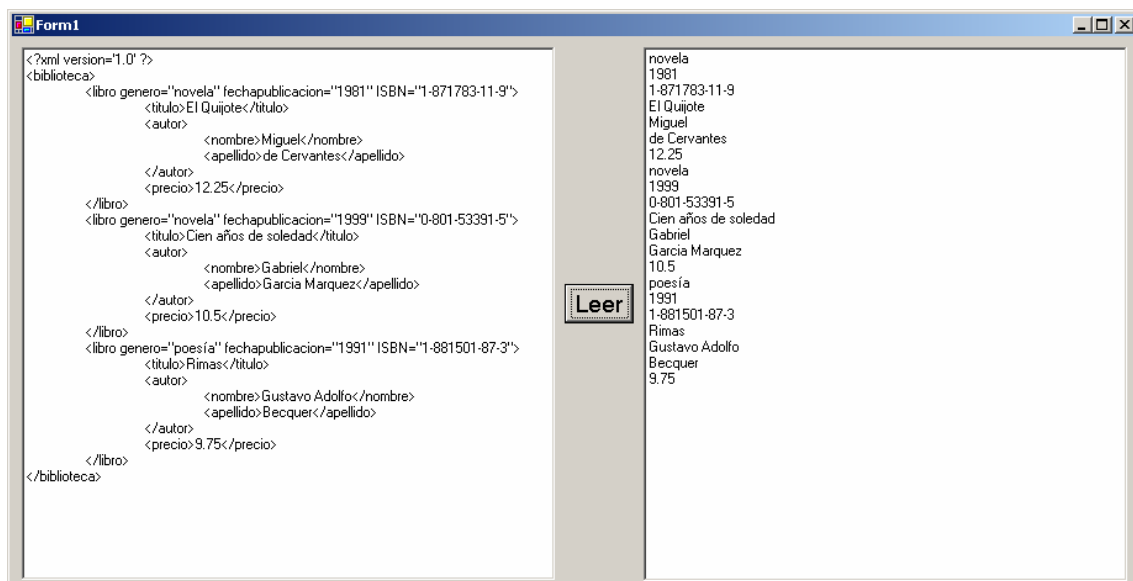 Form1
<?xml version='1.0' ?>
<biblioteca>
<libro genero="novela" fechapublicacion="1981" ISBN="1-871783-11-9">
<titulo>El Quijote</titulo>
<autor>
<nombre>Miguel</nombre>
<apellido>de Cervantes</apellido>
</autor>
<precio>12.25</precio>
</libro>
<libro genero="novela" fechapublicacion="1999" ISBN="0-801-53391-5">
<titulo>Cien años de soledad</titulo>
<autor>
<nombre>Gabriel</nombre>
<apellido>Garcia Marquez</apellido>
</autor>
<precio>10.5</precio>
</libro>
<libro genero="poesía" fechapublicacion="1991" ISBN="1-881501-87-3">
<titulo>Rimas</titulo>
<autor>
<nombre>Gustavo Adolfo</nombre>
<apellido>Becquer</apellido>
</autor>
<precio>9.75</precio>
</libro>
</biblioteca>
Leer
novela
1981
1-871783-11-9
El Quijote
Miguel
de Cervantes
12.25
novela
1999
0-801-53391-5
Cien años de soledad
Gabriel
Garcia Marquez
10.5
poesía
1991
1-881501-87-3
Rimas
Gustavo Adolfo
Becquer
9.75